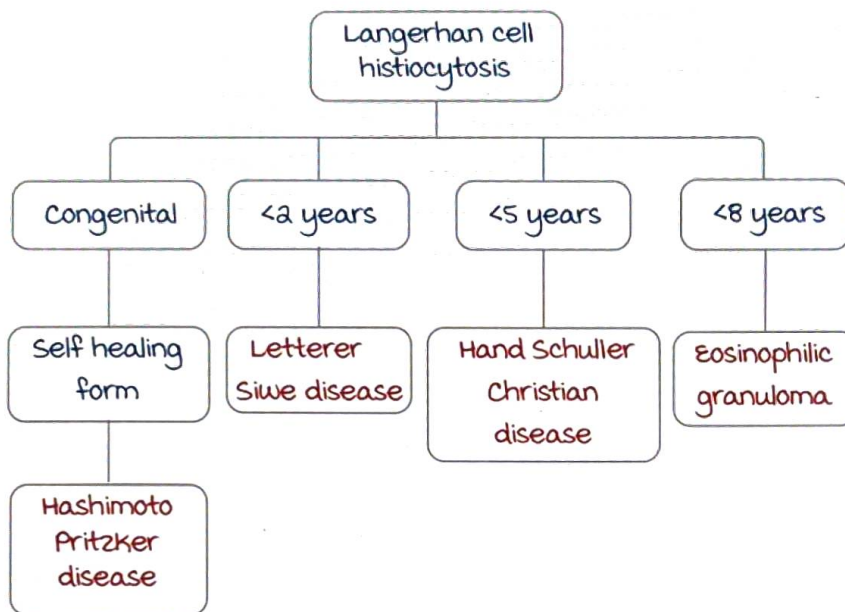 Langerhan cell
histiocytosis
Congenital
<2 years
<5 years
<8 years
Self healing
form
Letterer
Siwe disease
Hand Schuller
Christian
disease
Eosinophilic
granuloma
Hashimoto
Pritzker
disease